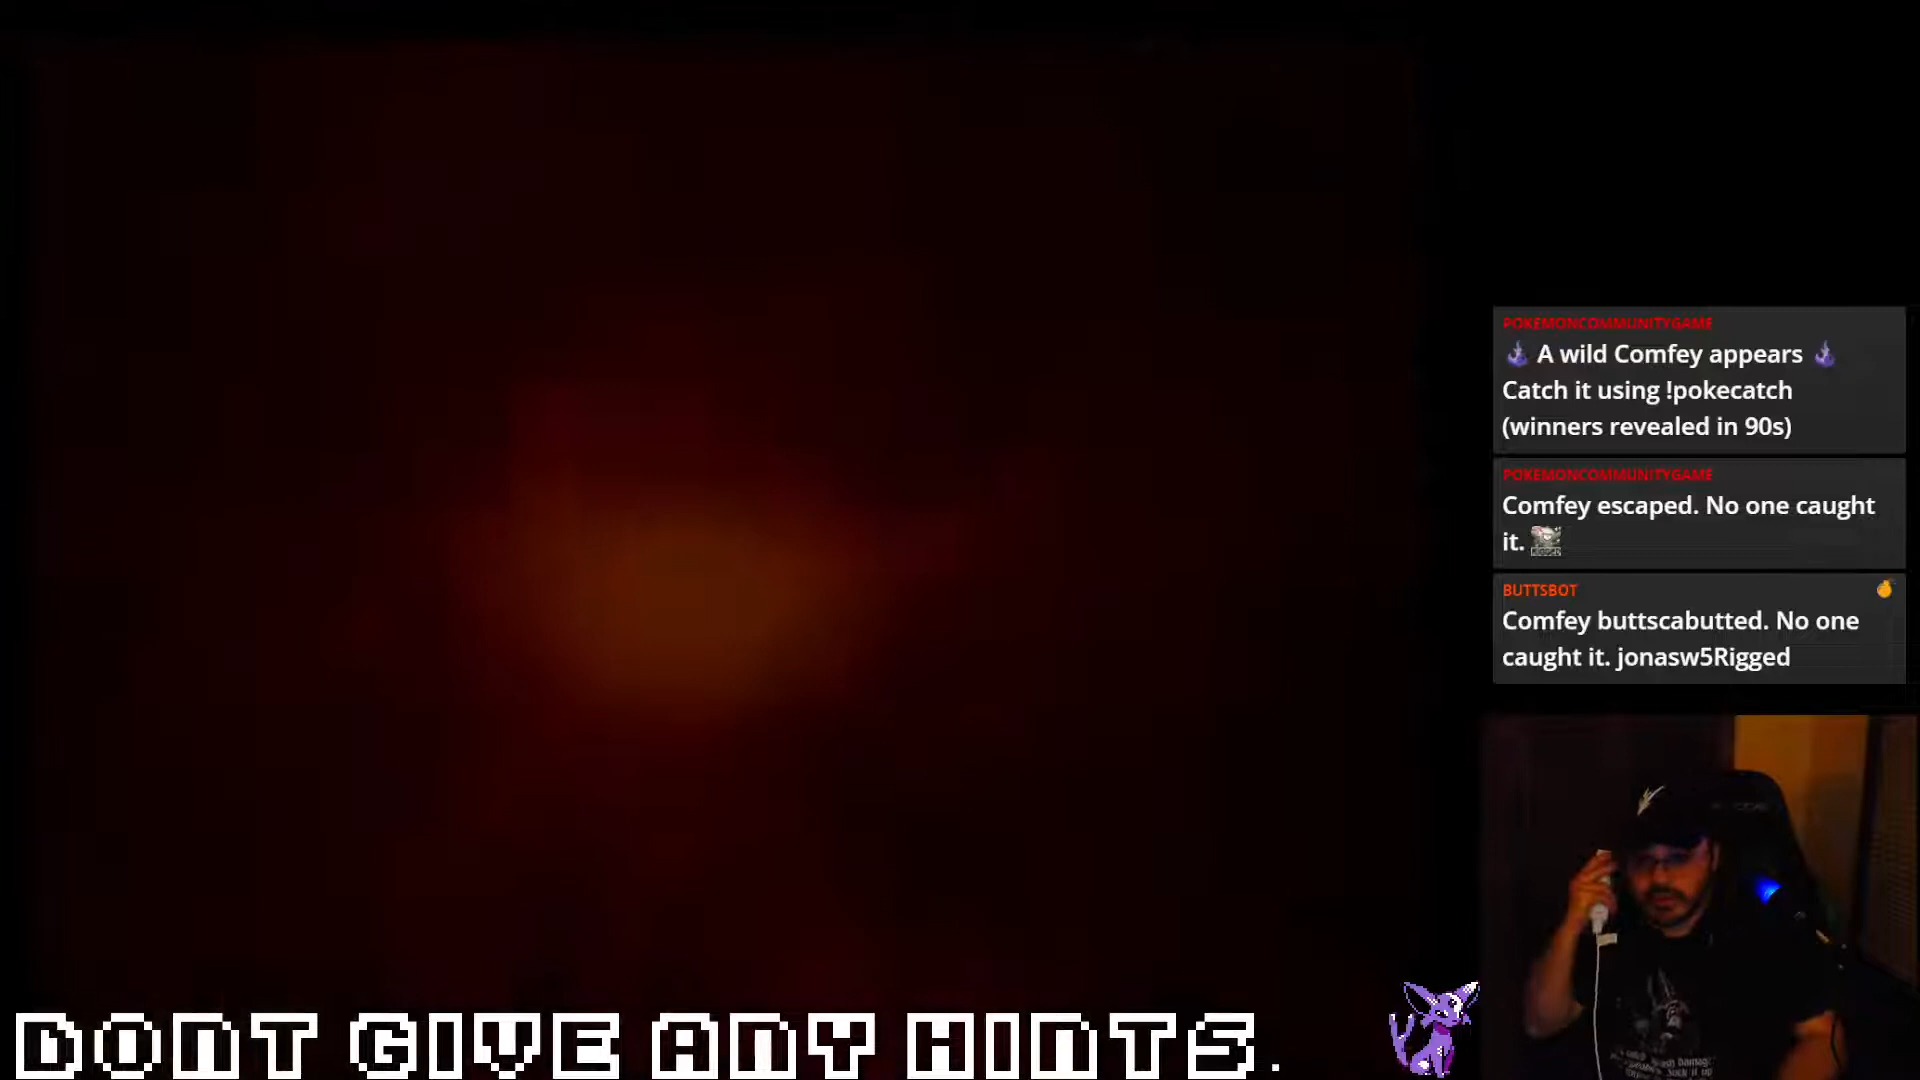 POKEMONCOMMUNITYGAME
A wild Comfey appears
Catch it using !pokecatch
(winners revealed in 90s)
POKEMONCOMMUNITYGAME
Comfey escaped. No one caught
it.
BUTTSBOT
Comfey buttscabutted. No one
caught it. jonasw5Rigged
DONT GIVE ANY HINTS.